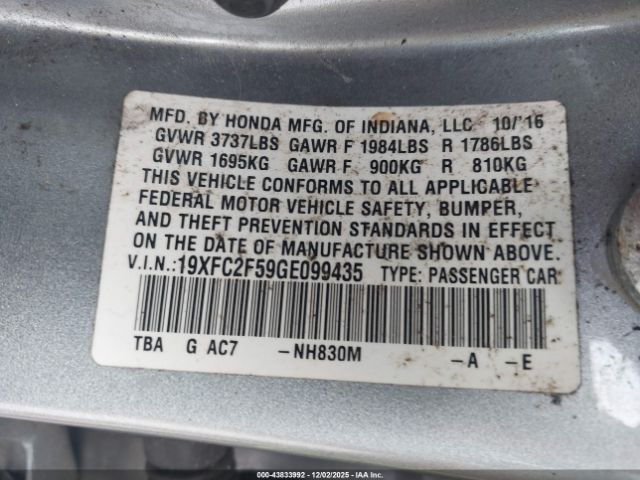 MFD. BY HONDA MFG. OF INDIANA, LLC 10/'16
GVWR 3737LBS GAWR F 1984LBS R 1786LBS
GVWR 1695KG GAWR F 900KG R 810KG
THIS VEHICLE CONFORMS TO ALL APPLICABLE
FEDERAL MOTOR VEHICLE SAFETY, BUMPER,
AND THEFT PREVENTION STANDARDS IN EFFECT
ON THE DATE OF MANUFACTURE SHOWN ABOVE.
V.I.N.:19XFC2F59GE099435 TYPE: PASSENGER CAR
TBA G AC7 -NH830M -A -E
000-43833992 12/02/2025 IAAI.COM